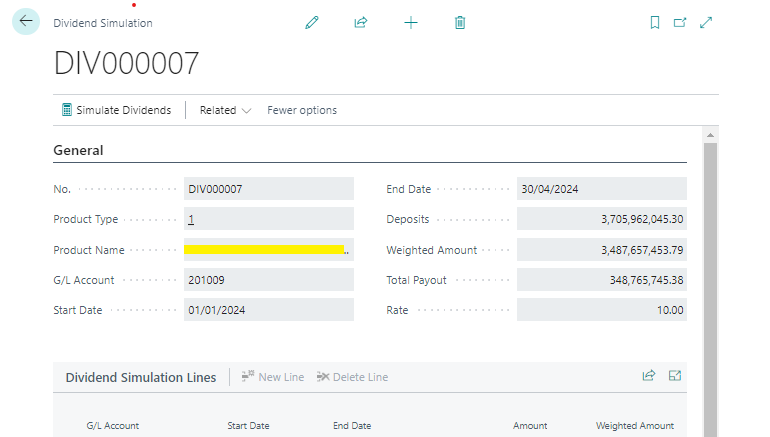 Dividend Simulation
DIV000007
Simulate Dividends Related Fewer options
General
No. DIV000007 End Date 30/04/2024
Product Type 1 Deposits 3,705,962,045.30
Product Name .. Weighted Amount 3,487,657,453.79
G/L Account 201009 Total Payout 348,765,745.38
Start Date 01/01/2024 Rate 10.00
Dividend Simulation Lines New Line Delete Line
G/L Account Start Date End Date Amount Weighted Amount